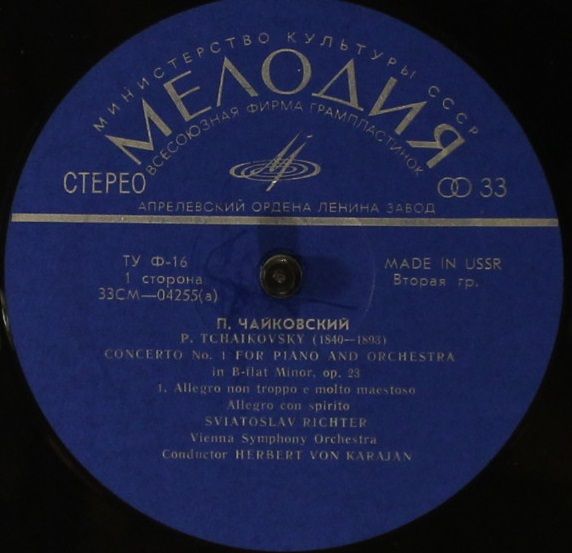 МИНИСТЕРСТВО КУЛЬТУРЫ СССР
МЕЛОДИЯ
ВСЕСОЮЗНАЯ ФИРМА ГРАМПЛАСТИНОК
СТЕРЕО
33
АПРЕЛЕВСКИЙ ОРДЕНА ЛЕНИНА ЗАВОД
ТУ Ф-16
MADE IN USSR
1 сторона
Вторая гр.
33СМ—04255(а)
П. ЧАЙКОВСКИЙ
P. TCHAIKOVSKY (1840—1893)
CONCERTO No. 1 FOR PIANO AND ORCHESTRA
in B-flat Minor, op. 23
1. Allegro non troppo e molto maestoso
Allegro con spirito
SVIATOSLAV RICHTER
Vienna Symphony Orchestra
Conductor HERBERT VON KARAJAN